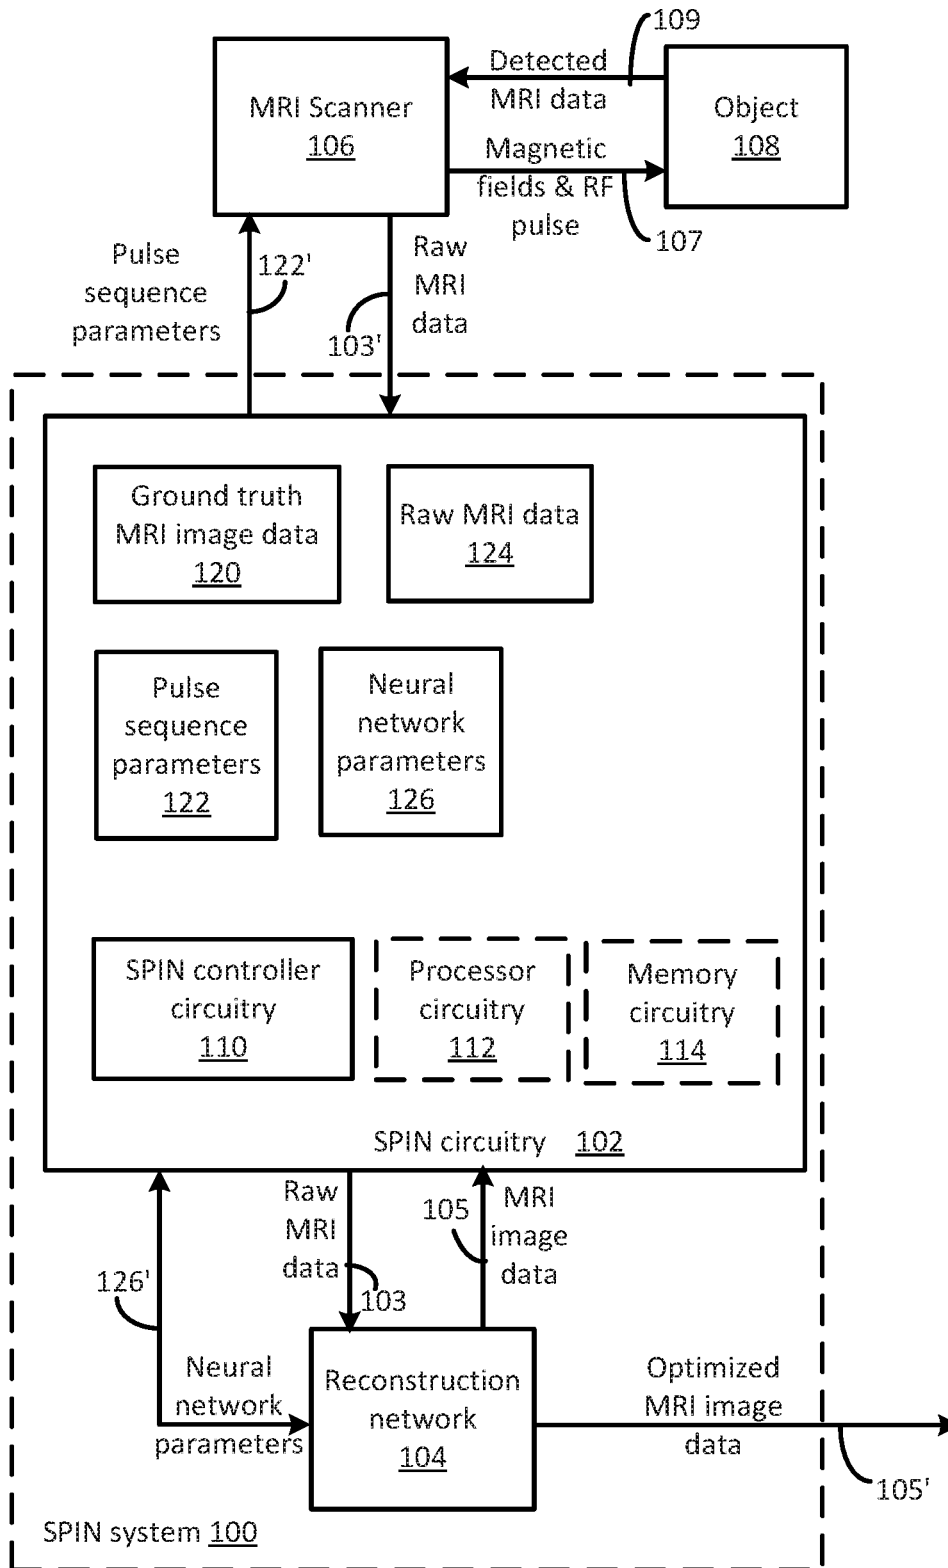 109
Detected
MRI data
MRI Scanner
106
Object
108
Magnetic
fields & RF
pulse
107
Pulse
sequence
parameters
122'
Raw
MRI
data
103'
Ground truth
MRI image data
120
Raw MRI data
124
Pulse
sequence
parameters
122
Neural
network
parameters
126
SPIN controller
circuitry
110
Processor
circuitry
112
Memory
circuitry
114
SPIN circuitry 102
Raw
MRI
data
103
105
MRI
image
data
126'
Neural
network
parameters
Reconstruction
network
104
Optimized
MRI image
data
105'
SPIN system 100